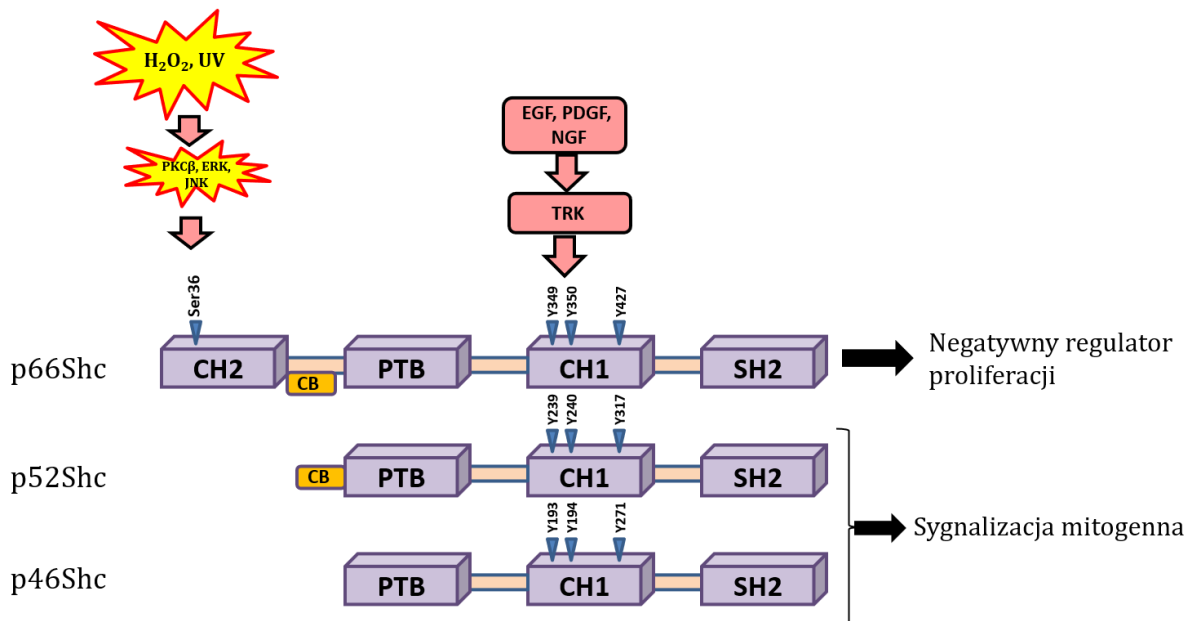 H₂O₂, UV
PKCβ, ERK,
JNK
EGF, PDGF,
NGF
TRK
Ser36
Y349
Y350
Y427
p66Shc
CH2
CB
PTB
CH1
SH2
Negatywny regulator
proliferacji
Y239
Y240
Y317
p52Shc
CB
PTB
CH1
SH2
Sygnalizacja mitogenna
Y193
Y194
Y271
p46Shc
PTB
CH1
SH2